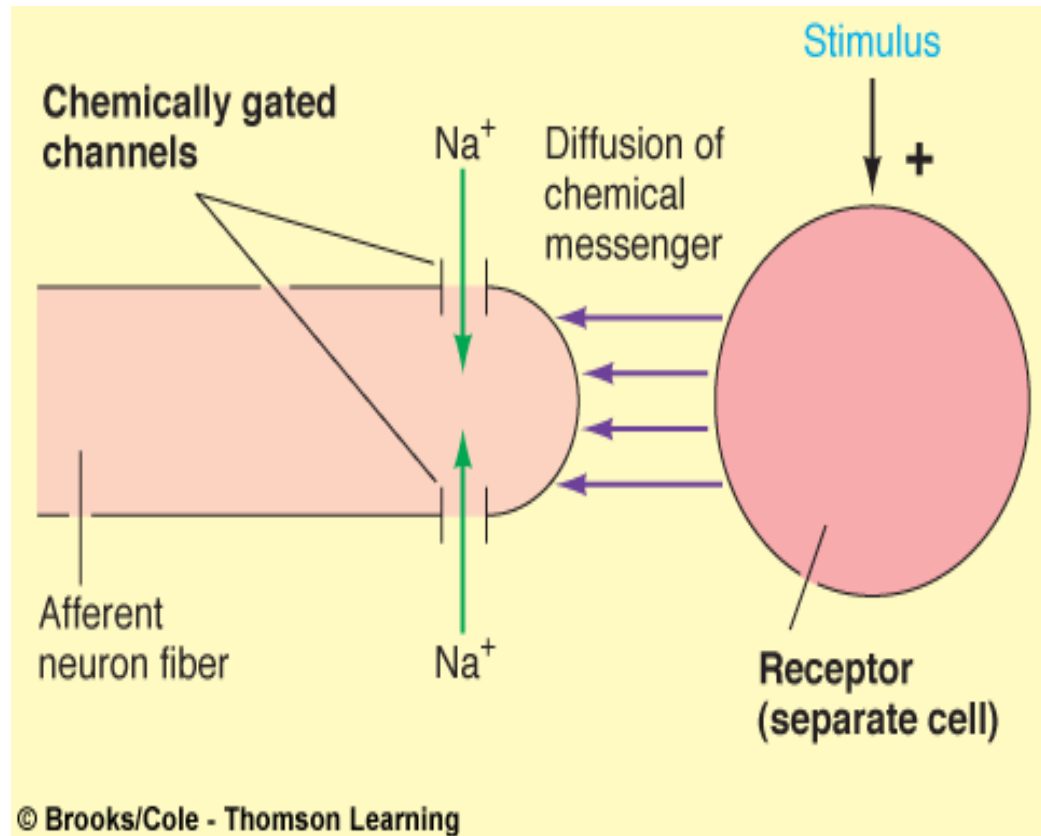 Stimulus
+
Chemically gated
channels
Na⁺
Diffusion of
chemical
messenger
Afferent
neuron fiber
Na⁺
Receptor
(separate cell)
© Brooks/Cole - Thomson Learning